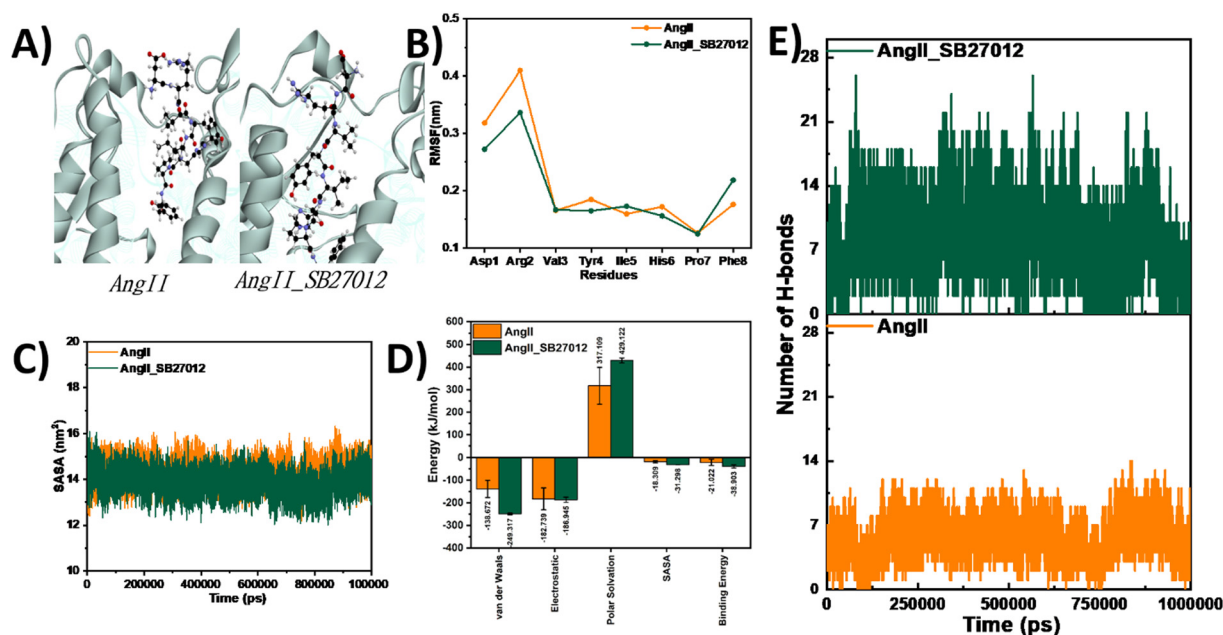 A)
AngII
AngII_SB27012
B)
AngII
AngII_SB27012
0.5
0.4
0.3
0.2
0.1
RMSF(nm)
Asp1 Arg2 Val3 Tyr4 Ile5 His6 Pro7 Phe8
Residues
C)
AngII
AngII_SB27012
20
18
16
14
12
10
SASA (nm²)
0 200000 400000 600000 800000 1000000
Time (ps)
D)
AngII
AngII_SB27012
600
500
400
300
200
100
0
-100
-200
-300
-400
Energy (kJ/mol)
-138.672
-249.317
-182.739
-186.945
317.109
429.122
-18.309
-31.298
-21.022
-38.903
van der Waals
Electrostatic
Polar Solvation
SASA
Binding Energy
E)
AngII_SB27012
28
21
14
7
0
AngII
28
21
14
7
0
Number of H-bonds
0 250000 500000 750000 1000000
Time (ps)